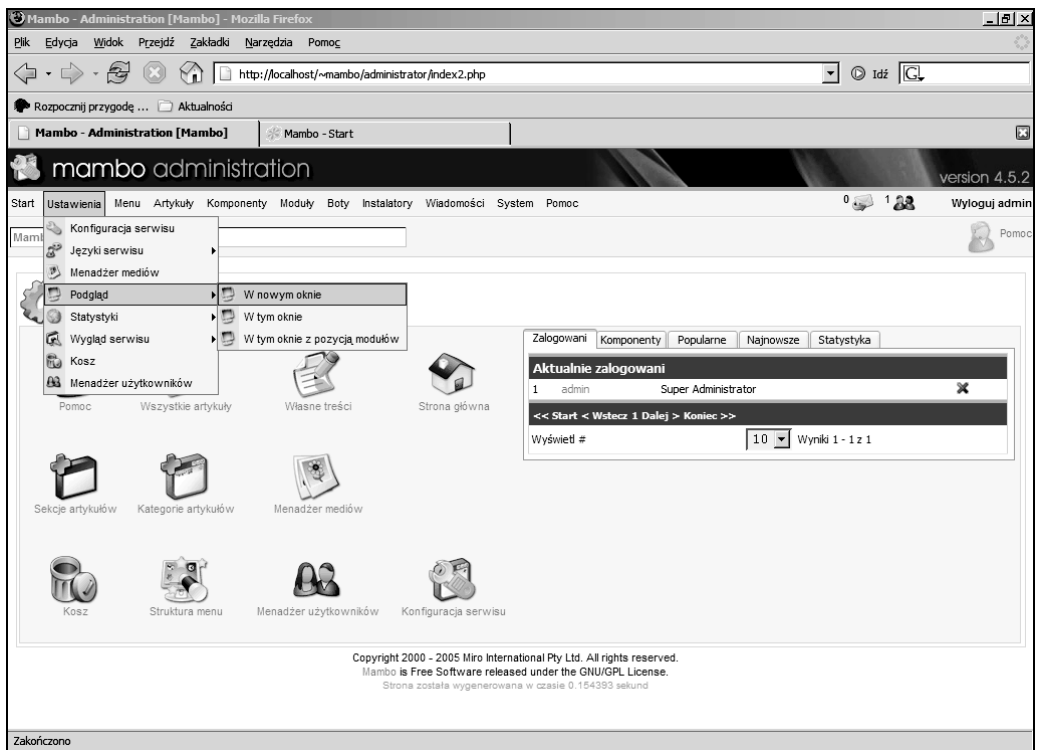 Mambo - Administration [Mambo] - Mozilla Firefox
Plik Edycja Widok Przejdź Zakładki Narzędzia Pomoc
http://localhost/~mambo/administrator/index2.php Idź G
Rozpocznij przygodę ... Aktualności
Mambo - Administration [Mambo] Mambo - Start
mambo administration
version 4.5.2
Start Ustawienia Menu Artykuły Komponenty Moduły Boty Instalatory Wiadomości System Pomoc 0 1 Wyloguj admin
Mamb
Pomoc
Konfiguracja serwisu
Języki serwisu
Menadżer mediów
Podgląd
Statystyki
Wygląd serwisu
Kosz
Menadżer użytkowników
W nowym oknie
W tym oknie
W tym oknie z pozycją modułów
Pomoc Wszystkie artykuły Własne treści Strona główna
Sekcje artykułów Kategorie artykułów Menadżer mediów
Kosz Struktura menu Menadżer użytkowników Konfiguracja serwisu
Zalogowani Komponenty Popularne Najnowsze Statystyka
Aktualnie zalogowani
1 admin Super Administrator
<< Start < Wstecz 1 Dalej > Koniec >>
Wyświetl # 10 Wyniki 1 - 1 z 1
Copyright 2000 - 2005 Miro International Pty Ltd. All rights reserved.
Mambo is Free Software released under the GNU/GPL License.
Strona została wygenerowana w czasie 0.154393 sekund
Zakończono